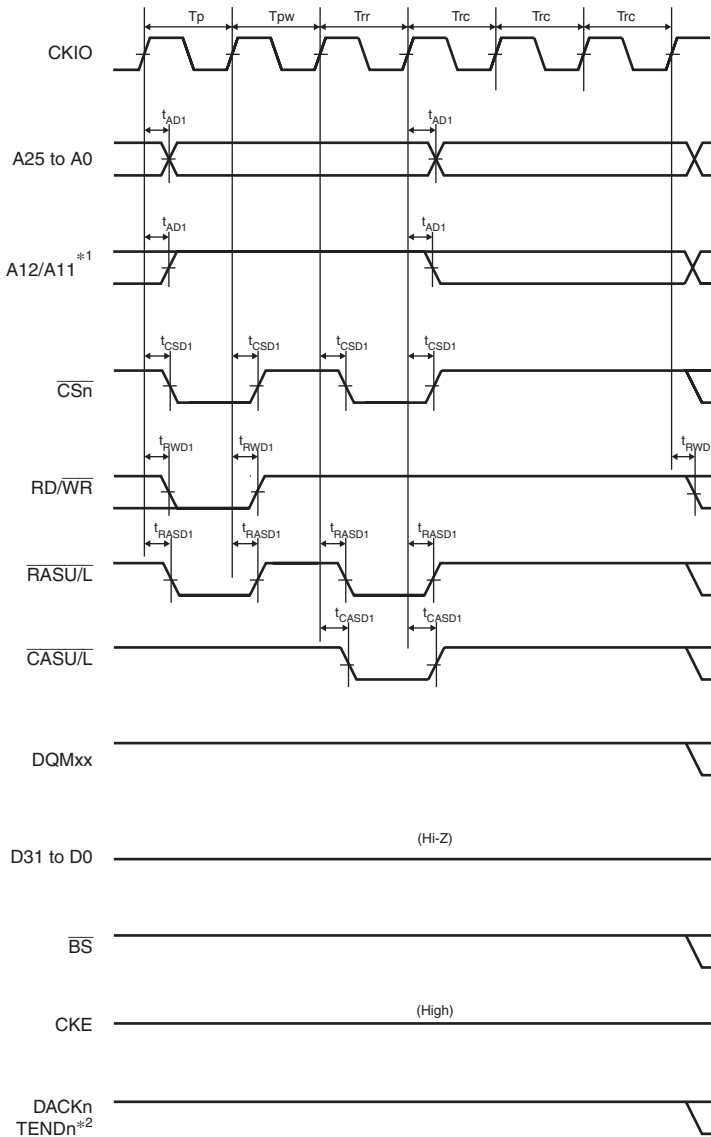 Tp Tpw Trr Trc Trc Trc
CKIO
tAD1 tAD1
A25 to A0
tAD1 tAD1
A12/A11*1
tCSD1 tCSD1 tCSD1 tCSD1
CSn
tRWD1 tRWD1 tRWD
RD/WR
tRASD1 tRASD1 tRASD1 tRASD1
RASU/L
tCASD1 tCASD1
CASU/L
DQMxx
(Hi-Z)
D31 to D0
BS
(High)
CKE
DACKn
TENDn*2